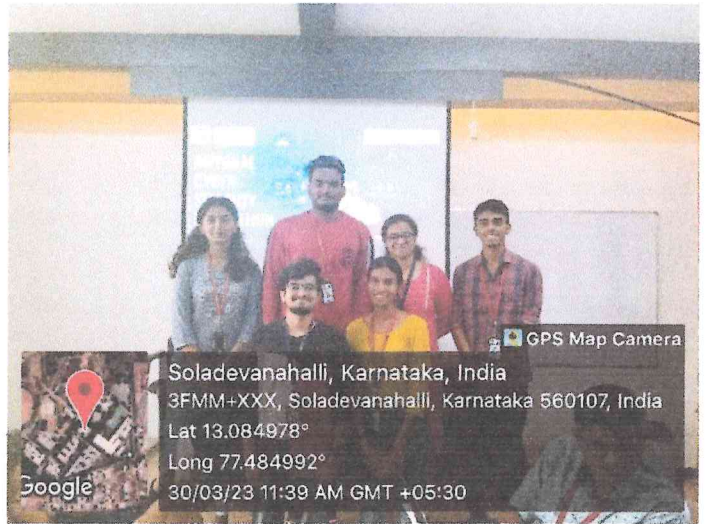 GPS Map Camera
Soladevanahalli, Karnataka, India
3FMM+XXX, Soladevanahalli, Karnataka 560107, India
Lat 13.084978°
Long 77.484992°
30/03/23 11:39 AM GMT +05:30
Google